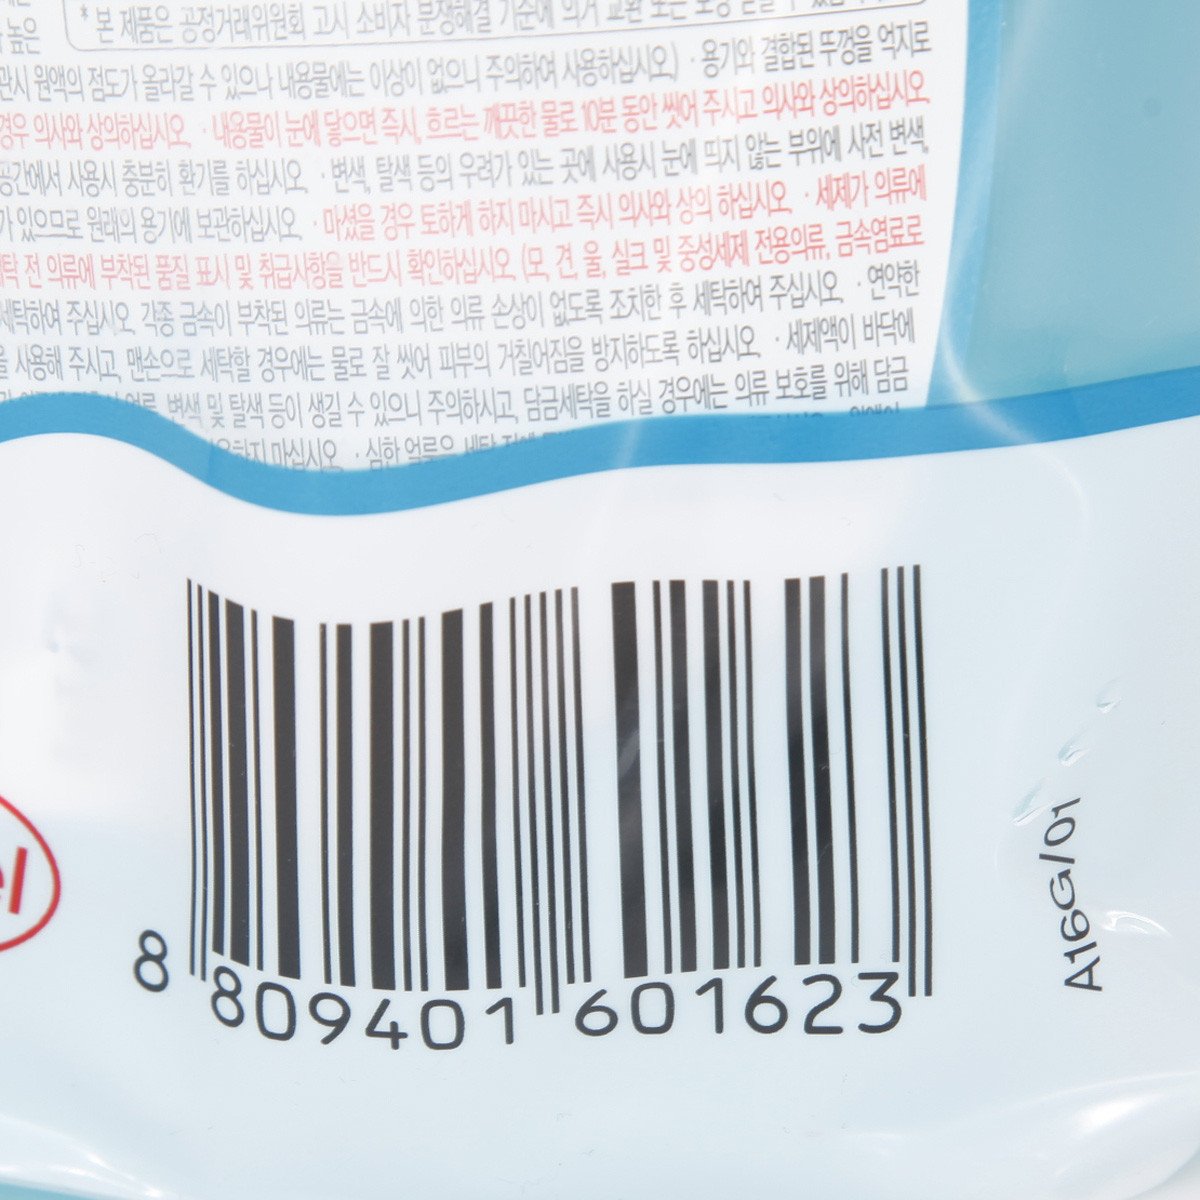 * 본 제품은 공정거래위원회 고시 소비자 분쟁해결 기준에 의거 교환 또는 보상
높은
관시 원액의 점도가 올라갈 수 있으나 내용물에는 이상이 없으니 주의하여 사용하십시오.) · 용기와 결합된 뚜껑을 억지로
경우 의사와 상의하십시오. · 내용물이 눈에 닿으면 즉시, 흐르는 깨끗한 물로 10분 동안 씻어 주시고 의사와 상의하십시오.
공간에서 사용시 충분히 환기를 하십시오. · 변색, 탈색 등의 우려가 있는 곳에 사용시 눈에 띄지 않는 부위에 사전 변색,
가 있으므로 원래의 용기에 보관하십시오. · 마셨을 경우 토하게 하지 마시고 즉시 의사와 상의 하십시오. · 세제가 의류에
세탁 전 의류에 부착된 품질 표시 및 취급사항을 반드시 확인하십시오. (모, 견, 울, 실크 및 중성세제 전용의류, 금속염료로
세탁하여 주십시오. 각종 금속이 부착된 의류는 금속에 의한 의류 손상이 없도록 조치한 후 세탁하여 주십시오. · 연약한
을 사용해 주시고, 맨손으로 세탁할 경우에는 물로 잘 씻어 피부의 거칠어짐을 방지하도록 하십시오. · 세제액이 바닥에
변색 및 탈색 등이 생길 수 있으니 주의하시고, 담금세탁을 하실 경우에는 의류 보호를 위해 담금
하지 마십시오. · 심한 얼룩은 세탁
8 809401 601623
A16G/01